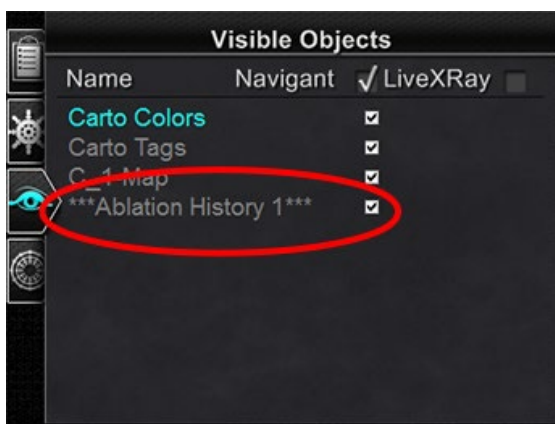 Visible Objects
Name Navigant LiveXRay
Carto Colors
Carto Tags
C_1 Map
***Ablation History 1***